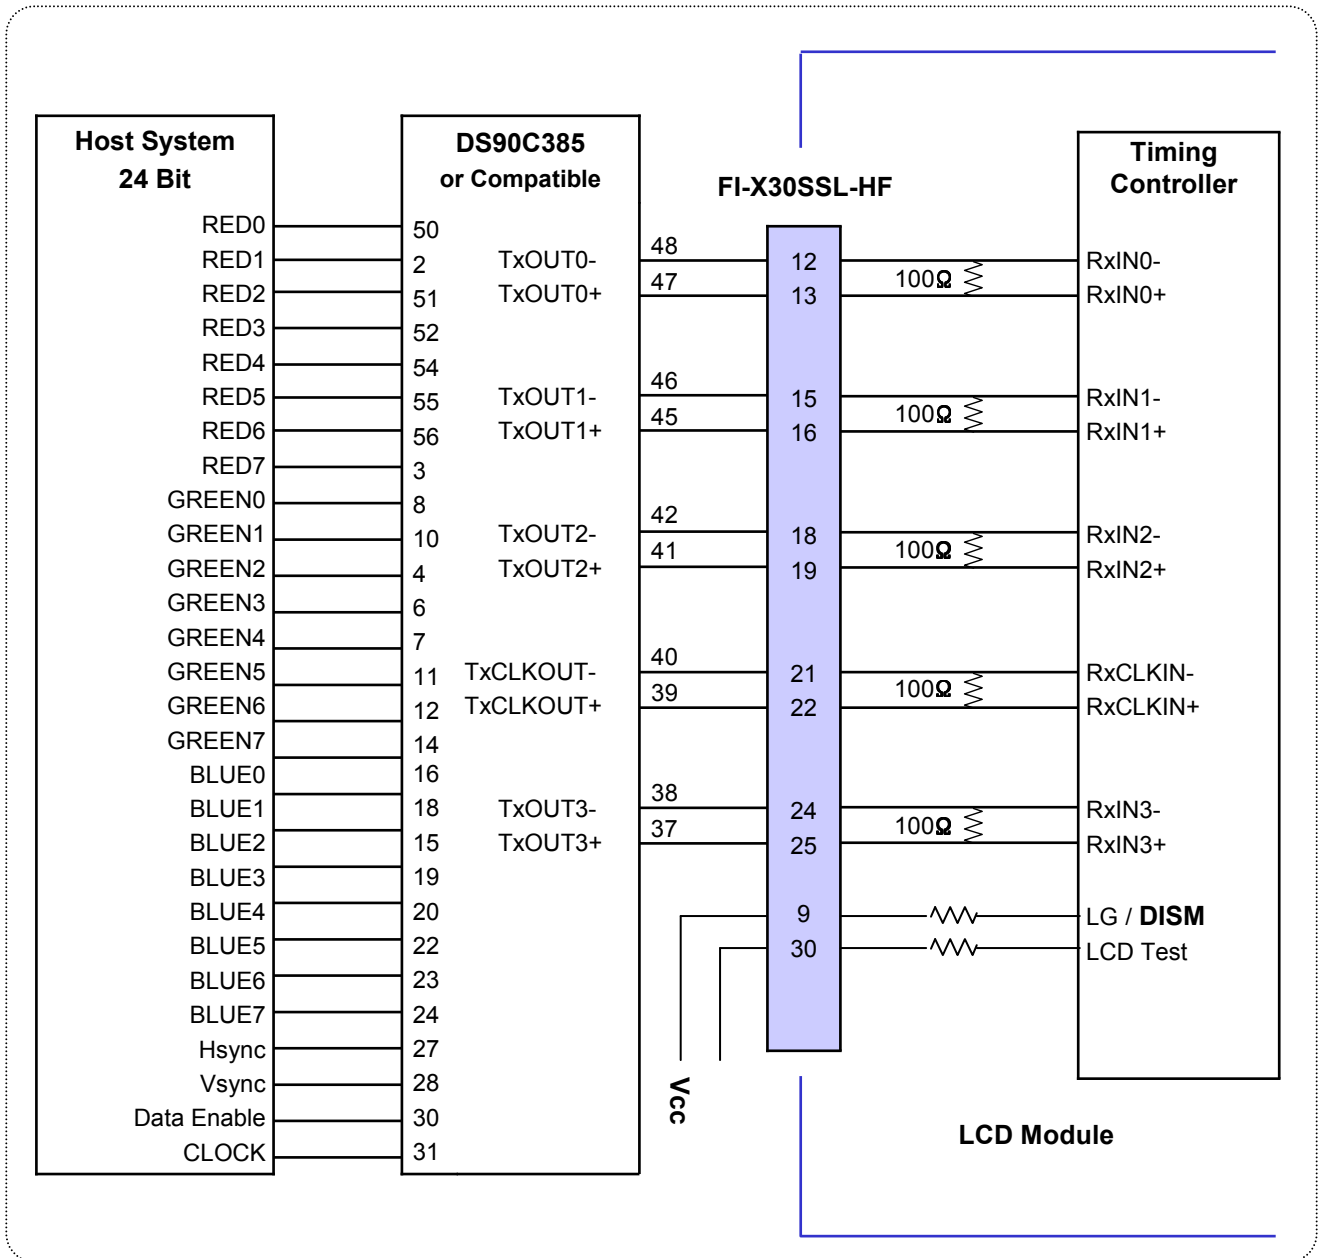 Host System
24 Bit
RED0
RED1
RED2
RED3
RED4
RED5
RED6
RED7
GREEN0
GREEN1
GREEN2
GREEN3
GREEN4
GREEN5
GREEN6
GREEN7
BLUE0
BLUE1
BLUE2
BLUE3
BLUE4
BLUE5
BLUE6
BLUE7
Hsync
Vsync
Data Enable
CLOCK
DS90C385
or Compatible
50
2
51
52
54
55
56
3
8
10
4
6
7
11
12
14
16
18
15
19
20
22
23
24
27
28
30
31
TxOUT0-
TxOUT0+
TxOUT1-
TxOUT1+
TxOUT2-
TxOUT2+
TxCLKOUT-
TxCLKOUT+
TxOUT3-
TxOUT3+
48
47
46
45
42
41
40
39
38
37
Vcc
FI-X30SSL-HF
12
13
15
16
18
19
21
22
24
25
9
30
100Ω
100Ω
100Ω
100Ω
100Ω
Timing
Controller
RxIN0-
RxIN0+
RxIN1-
RxIN1+
RxIN2-
RxIN2+
RxCLKIN-
RxCLKIN+
RxIN3-
RxIN3+
LG / DISM
LCD Test
LCD Module